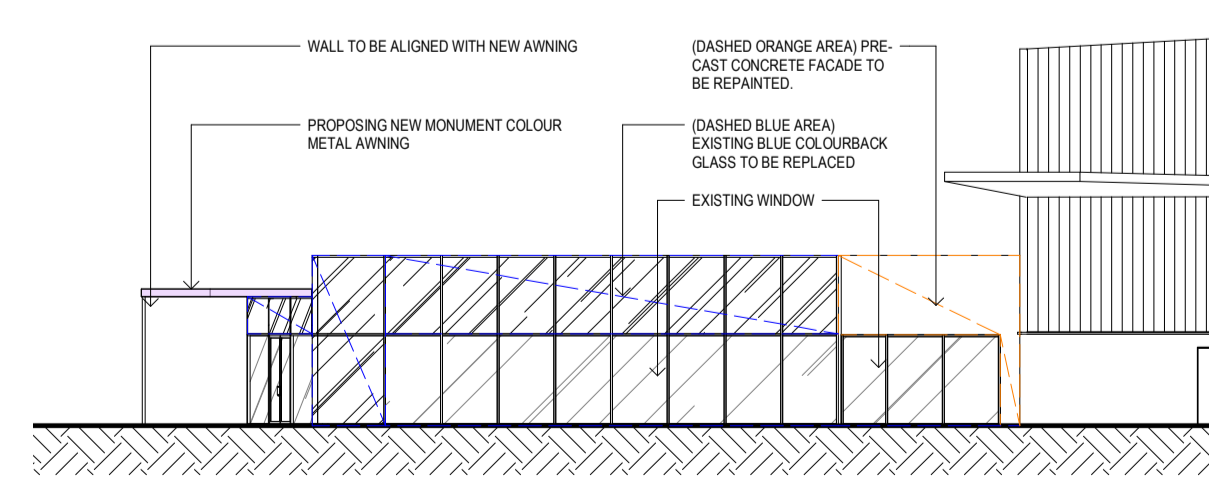 WALL TO BE ALIGNED WITH NEW AWNING
PROPOSING NEW MONUMENT COLOUR
METAL AWNING
(DASHED ORANGE AREA) PRE-
CAST CONCRETE FACADE TO
BE REPAINTED.
(DASHED BLUE AREA)
EXISTING BLUE COLOURBACK
GLASS TO BE REPLACED
EXISTING WINDOW